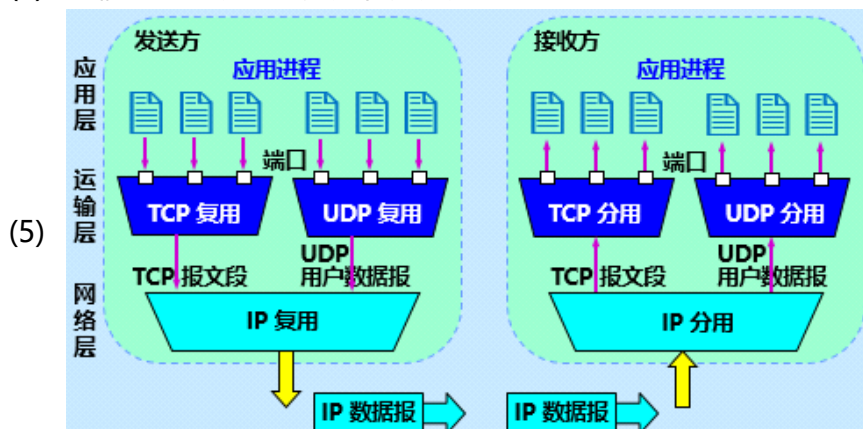 发送方
接收方
应用进程
应用进程
应用层
端口
端口
运输层
TCP 复用
UDP 复用
TCP 分用
UDP 分用
(5)
TCP 报文段
UDP
用户数据报
TCP 报文段
UDP
用户数据报
网络层
IP 复用
IP 分用
IP 数据报
IP 数据报